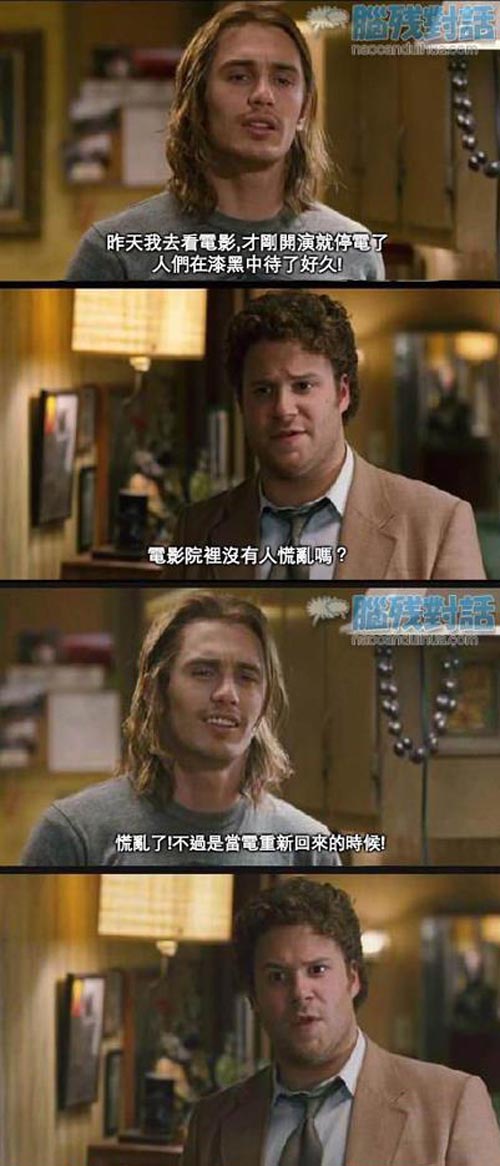 腦残對話
naocanduihua.com
昨天我去看電影,才剛開演就停電了
人們在漆黑中待了好久!
電影院裡沒有人慌亂嗎？
腦残對話
naocanduihua.com
慌亂了!不過是當電重新回來的時候!